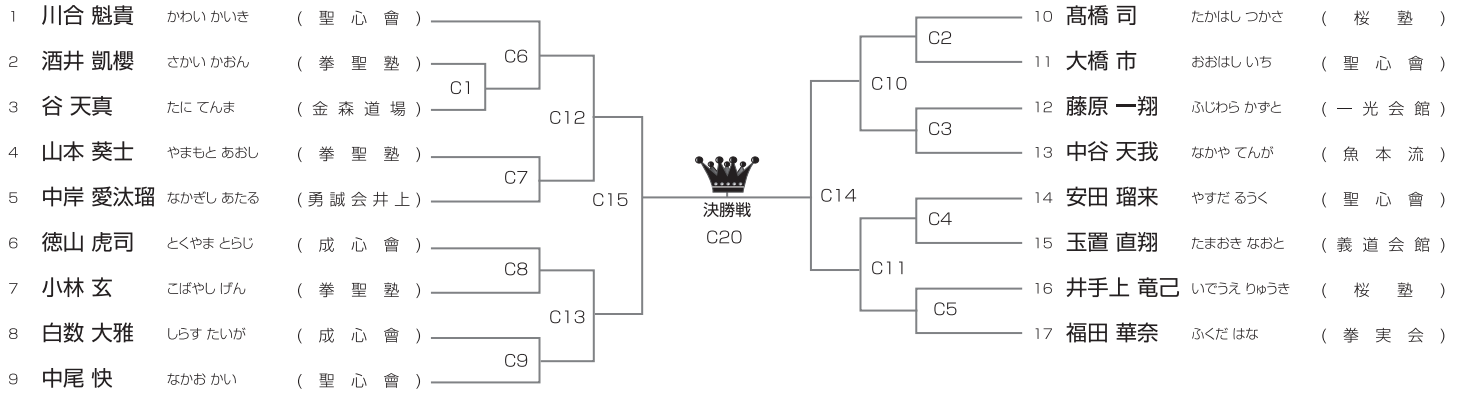 1 川合 魁貴 かわい かいき ( 聖 心 會 )
2 酒井 凱櫻 さかい かおん ( 拳 聖 塾 )
3 谷 天真 たに てんま ( 金 森 道 場 )
4 山本 葵士 やまもと あおし ( 拳 聖 塾 )
5 中岸 愛汰瑠 なかぎし あたる ( 勇 誠 会 井 上 )
6 徳山 虎司 とくやま とらじ ( 成 心 會 )
7 小林 玄 こばやし げん ( 拳 聖 塾 )
8 白数 大雅 しらす たいが ( 成 心 會 )
9 中尾 快 なかお かい ( 聖 心 會 )
C6
C1
C12
C7
C15
C8
C13
C9
決勝戦
C20
C2
C10
C3
C14
C4
C11
C5
10 髙橋 司 たかはし つかさ ( 桜 塾 )
11 大橋 市 おおはし いち ( 聖 心 會 )
12 藤原 一翔 ふじわら かずと ( 一 光 会 館 )
13 中谷 天我 なかや てんが ( 魚 本 流 )
14 安田 瑠来 やすだ るうく ( 聖 心 會 )
15 玉置 直翔 たまおき なおと ( 義 道 会 館 )
16 井手上 竜己 いでうえ りゅうき ( 桜 塾 )
17 福田 華奈 ふくだ はな ( 拳 実 会 )